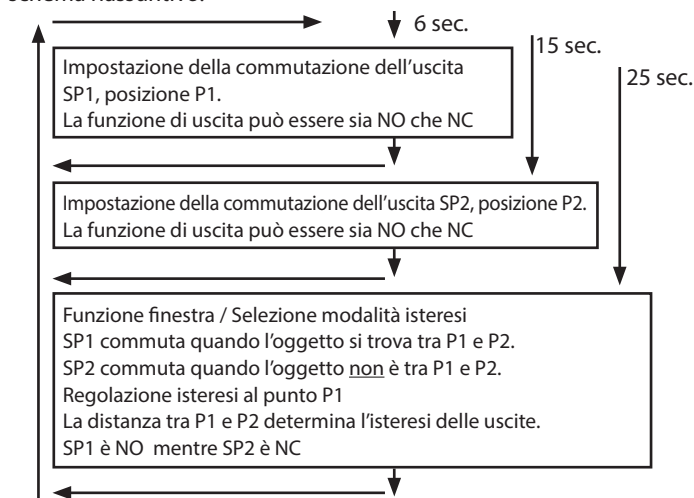 6 sec.
15 sec.
25 sec.
Impostazione della commutazione dell'uscita
SP1, posizione P1.
La funzione di uscita può essere sia NO che NC
Impostazione della commutazione dell'uscita SP2, posizione P2.
La funzione di uscita può essere sia NO che NC
Funzione finestra / Selezione modalità isteresi
SP1 commuta quando l'oggetto si trova tra P1 e P2.
SP2 commuta quando l'oggetto non è tra P1 e P2.
Regolazione isteresi al punto P1
La distanza tra P1 e P2 determina l'isteresi delle uscite.
SP1 è NO mentre SP2 è NC